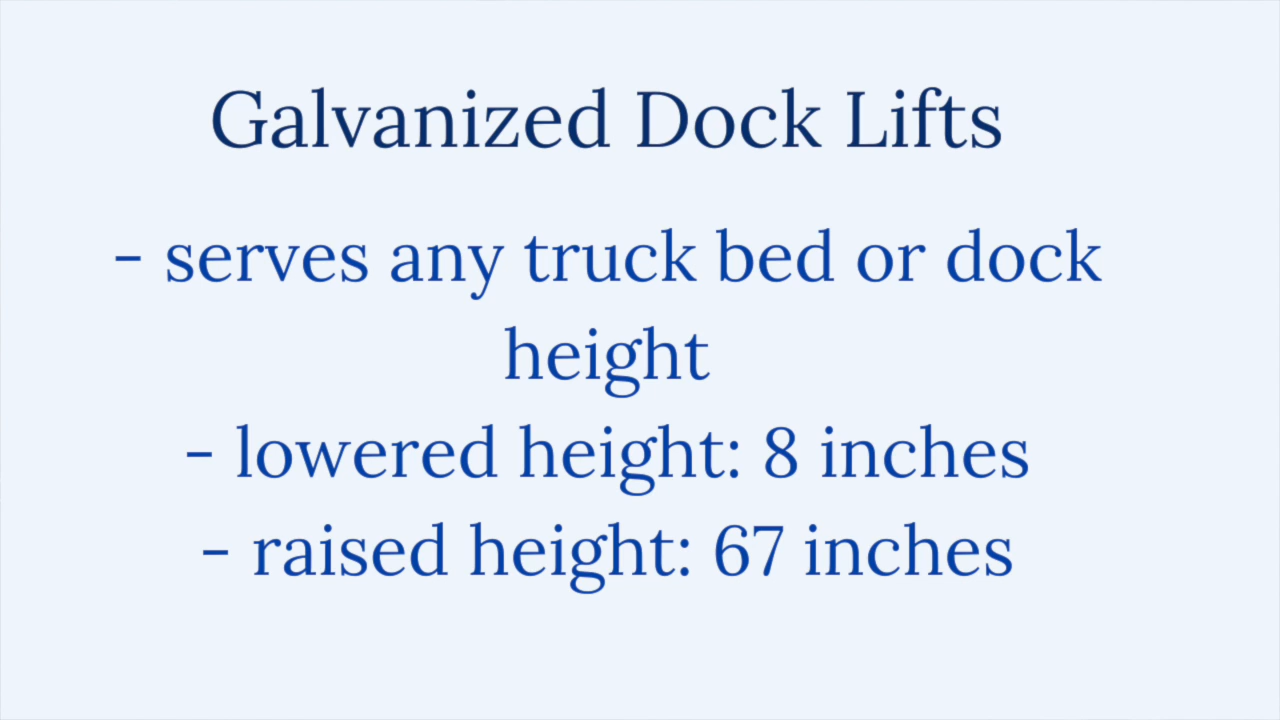 Galvanized Dock Lifts
- serves any truck bed or dock
height
- lowered height: 8 inches
- raised height: 67 inches